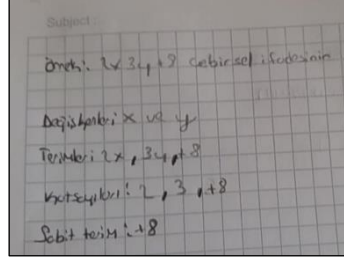 Subject:
Örnek: 2x 3y +8 cebirsel ifadesinin
Değişkenleri x ve y
Terimleri: 2x, 3y, +8
Katsayıları: 2, 3, +8
Sabit terim: +8